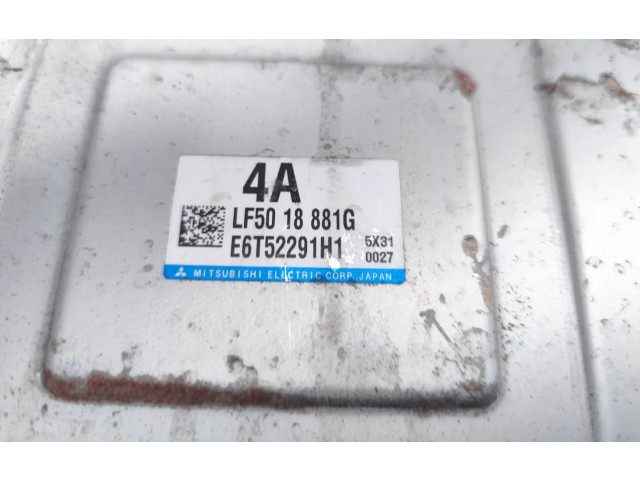 4A
LF50 18 881G
E6T52291H1 5X31
0027
MITSUBISHI ELECTRIC CORP., JAPAN